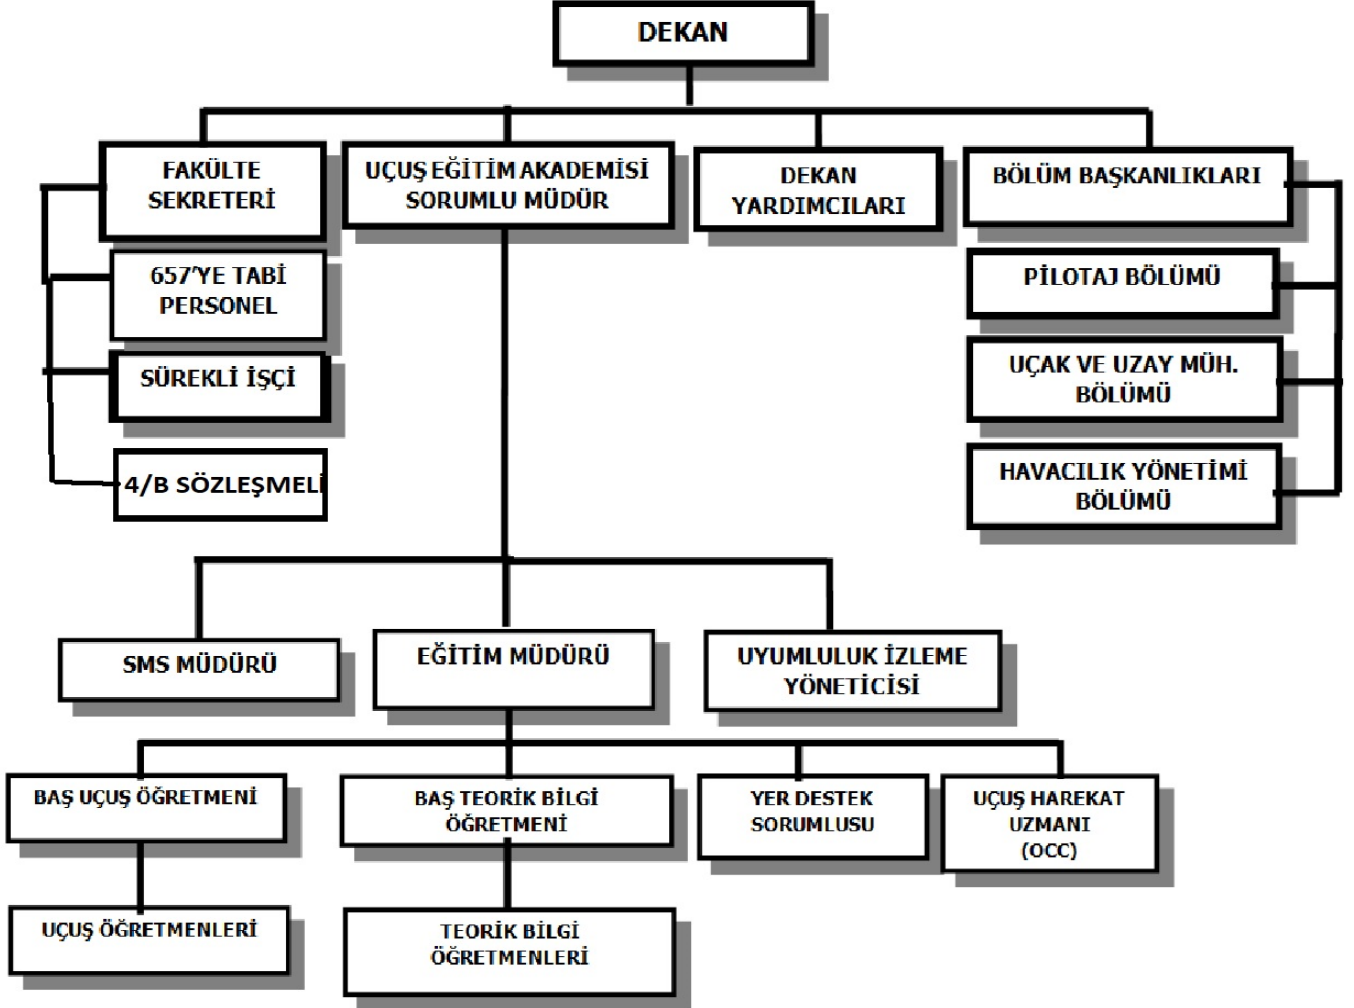 DEKAN
FAKÜLTE
SEKRETERİ
UÇUŞ EĞİTİM AKADEMİSİ
SORUMLU MÜDÜR
DEKAN
YARDIMCILARI
BÖLÜM BAŞKANLIKLARI
657'YE TABİ
PERSONEL
SÜREKLİ İŞÇİ
4/B SÖZLEŞMELİ
PİLOTAJ BÖLÜMÜ
UÇAK VE UZAY MÜH.
BÖLÜMÜ
HAVACILIK YÖNETİMİ
BÖLÜMÜ
SMS MÜDÜRÜ
EĞİTİM MÜDÜRÜ
UYUMLULUK İZLEME
YÖNETİCİSİ
BAŞ UÇUŞ ÖĞRETMENİ
BAŞ TEORİK BİLGİ
ÖĞRETMENİ
YER DESTEK
SORUMLUSU
UÇUŞ HAREKAT
UZMANI
(OCC)
UÇUŞ ÖĞRETMENLERİ
TEORİK BİLGİ
ÖĞRETMENLERİ